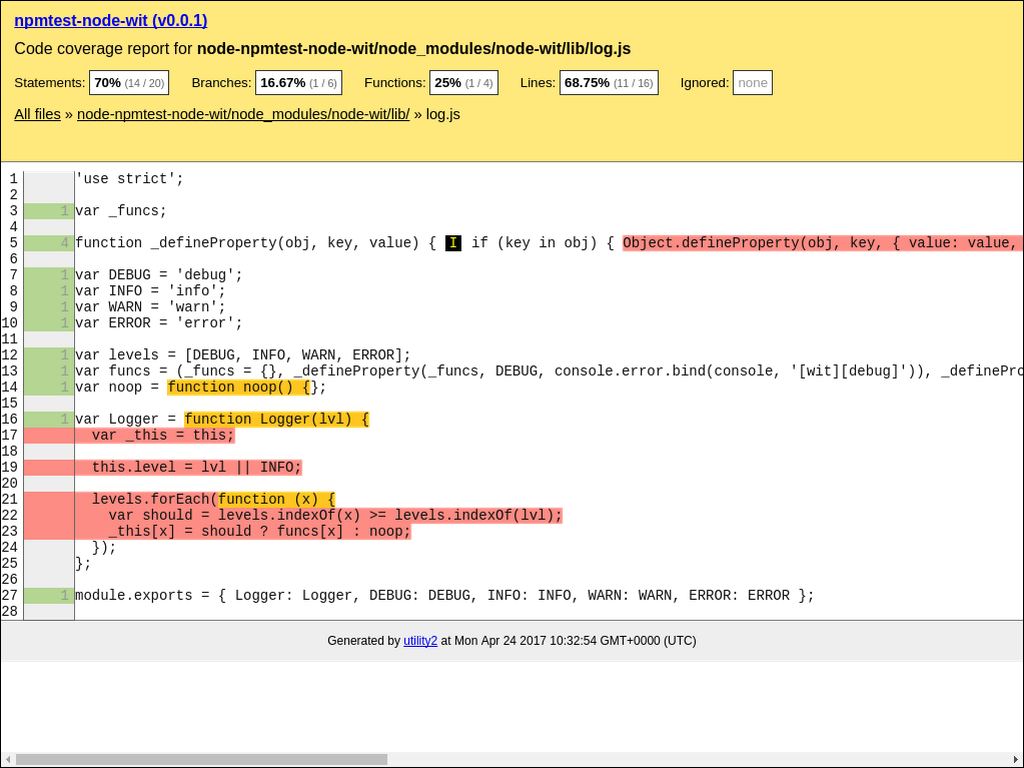 npmtest-node-wit (v0.0.1)
Code coverage report for node-npmtest-node-wit/node_modules/node-wit/lib/log.js
Statements: 70% (14 / 20) Branches: 16.67% (1 / 6) Functions: 25% (1 / 4) Lines: 68.75% (11 / 16) Ignored: none
All files » node-npmtest-node-wit/node_modules/node-wit/lib/ » log.js
1 'use strict';
2
3 1 var _funcs;
4
5 4 function _defineProperty(obj, key, value) { I if (key in obj) { Object.defineProperty(obj, key, { value: value,
6
7 1 var DEBUG = 'debug';
8 1 var INFO = 'info';
9 1 var WARN = 'warn';
10 1 var ERROR = 'error';
11
12 1 var levels = [DEBUG, INFO, WARN, ERROR];
13 1 var funcs = (_funcs = {}, _defineProperty(_funcs, DEBUG, console.error.bind(console, '[wit][debug]')), _definePro
14 1 var noop = function noop() {};
15
16 1 var Logger = function Logger(lvl) {
17 var _this = this;
18
19 this.level = lvl || INFO;
20
21 levels.forEach(function (x) {
22 var should = levels.indexOf(x) >= levels.indexOf(lvl);
23 _this[x] = should ? funcs[x] : noop;
24 });
25 };
26
27 1 module.exports = { Logger: Logger, DEBUG: DEBUG, INFO: INFO, WARN: WARN, ERROR: ERROR };
28
Generated by utility2 at Mon Apr 24 2017 10:32:54 GMT+0000 (UTC)